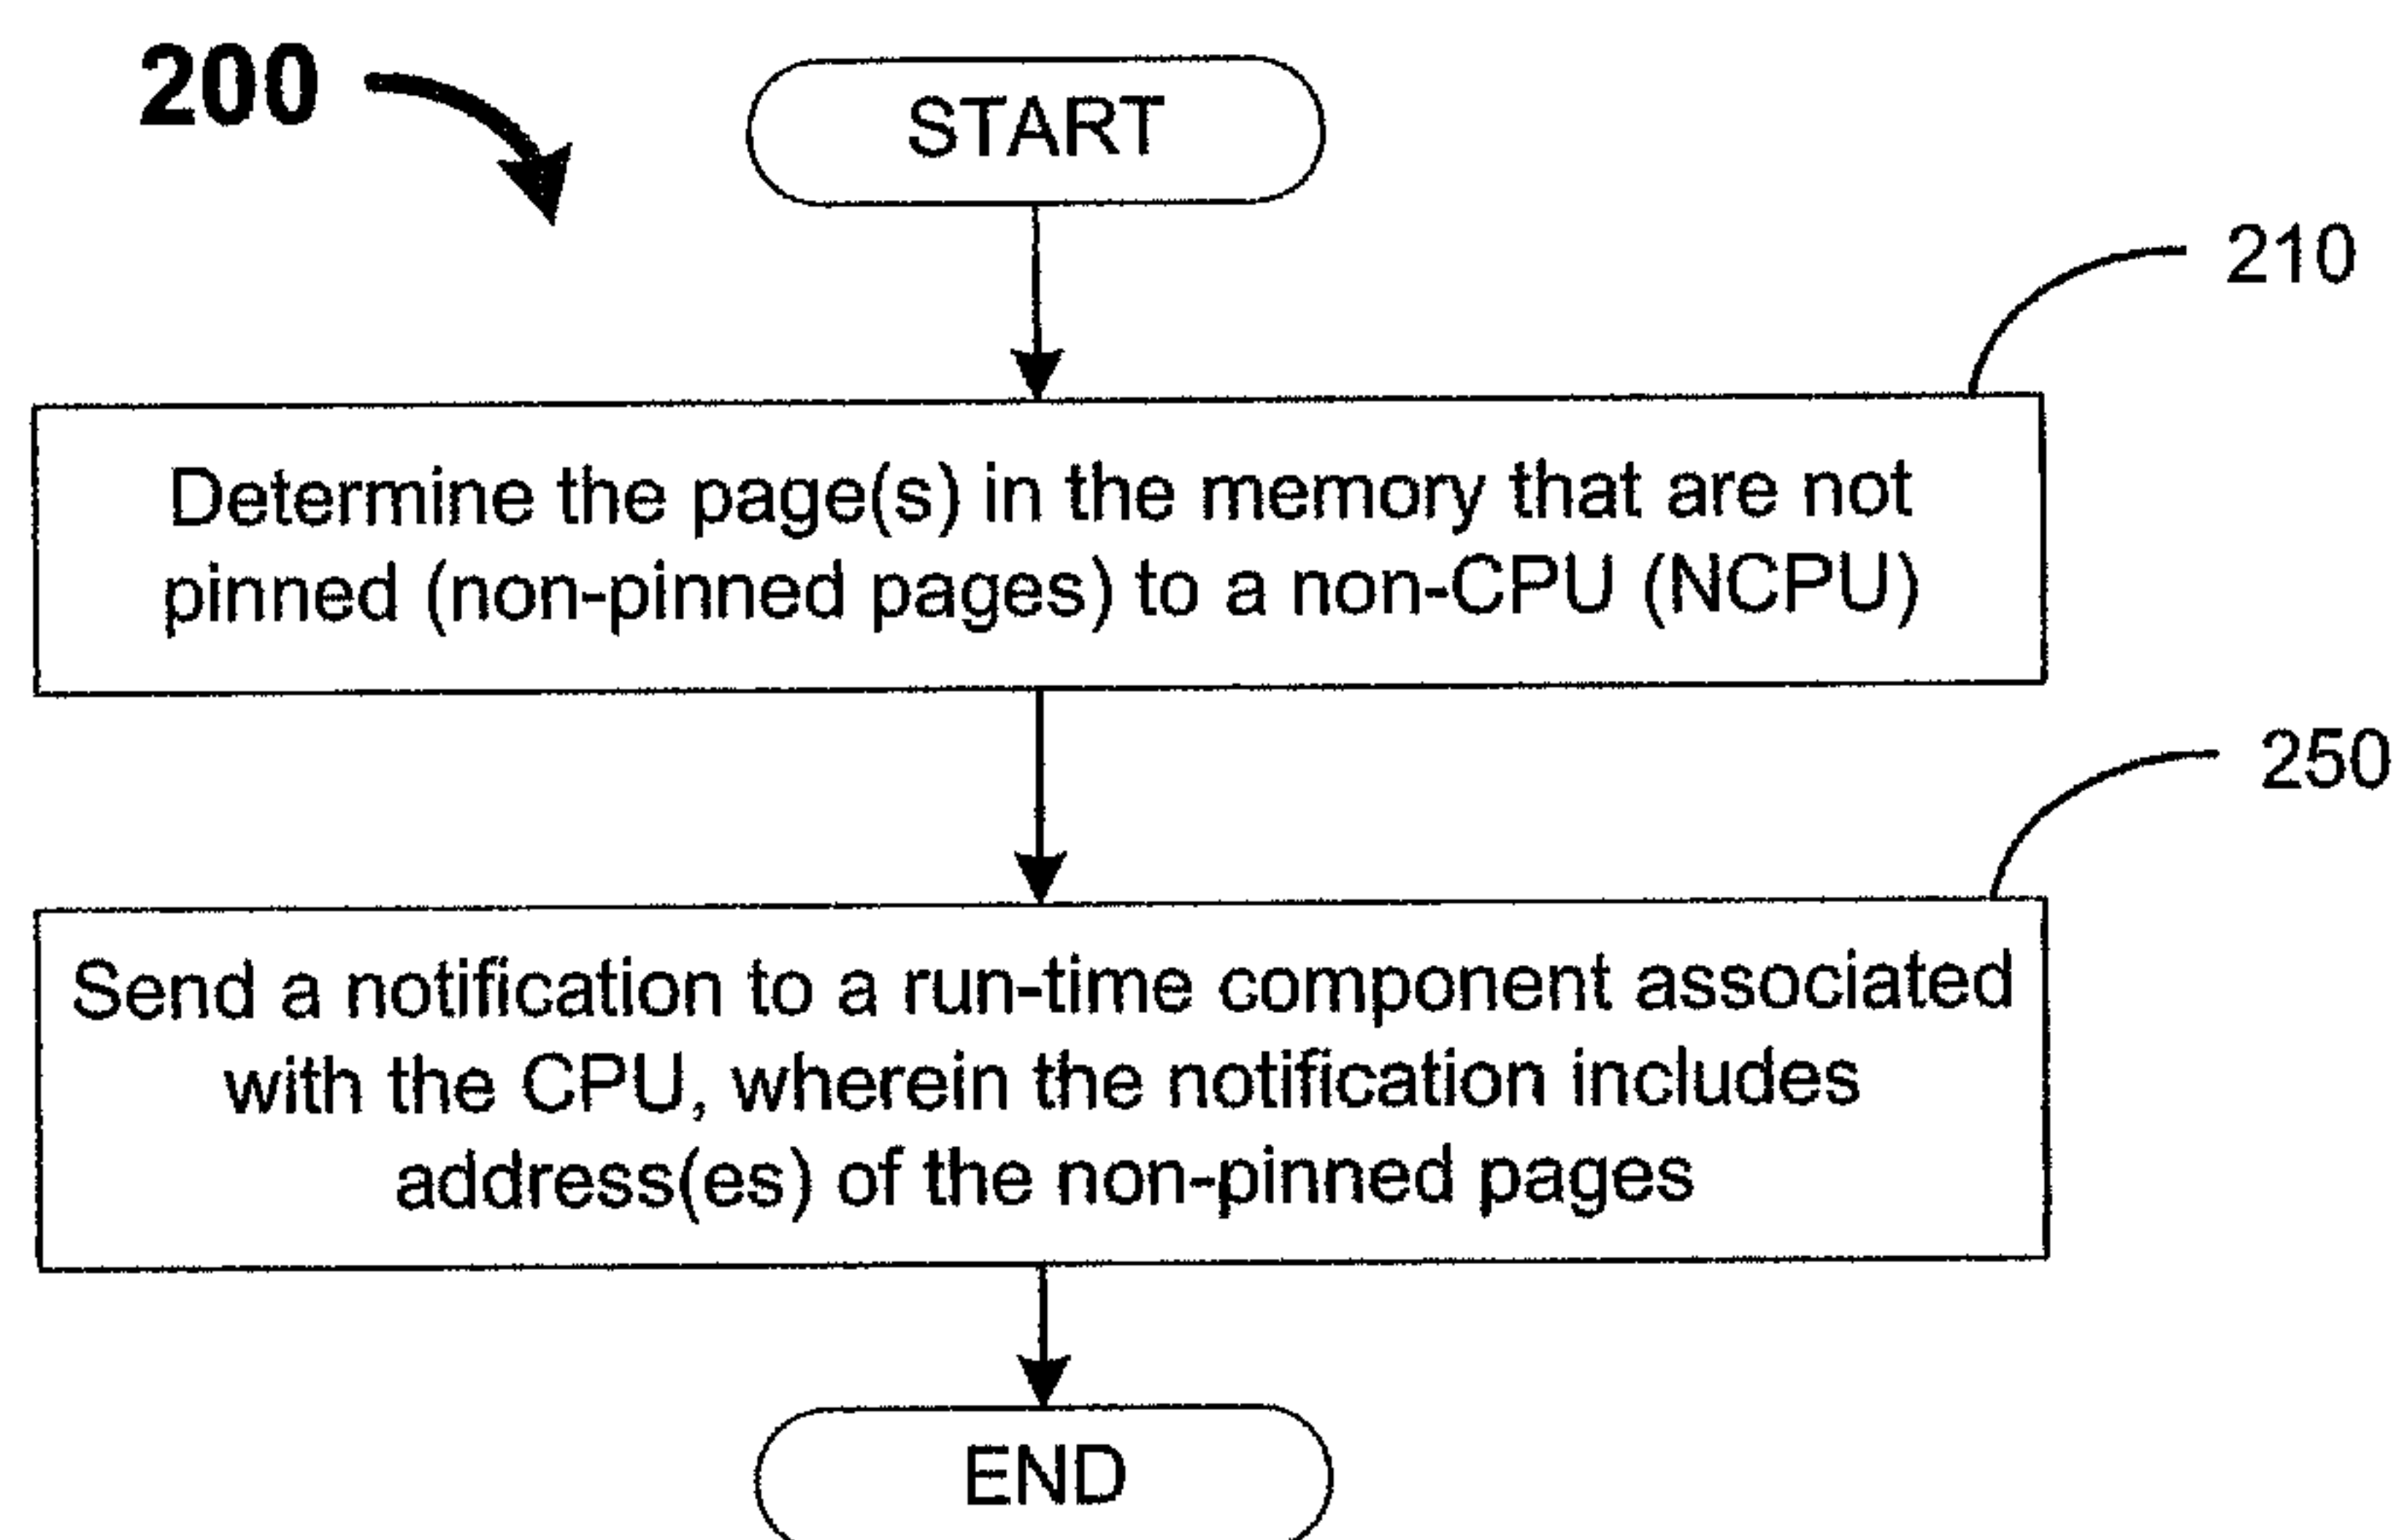 200
START
210
Determine the page(s) in the memory that are not
pinned (non-pinned pages) to a non-CPU (NCPU)
250
Send a notification to a run-time component associated
with the CPU, wherein the notification includes
address(es) of the non-pinned pages
END